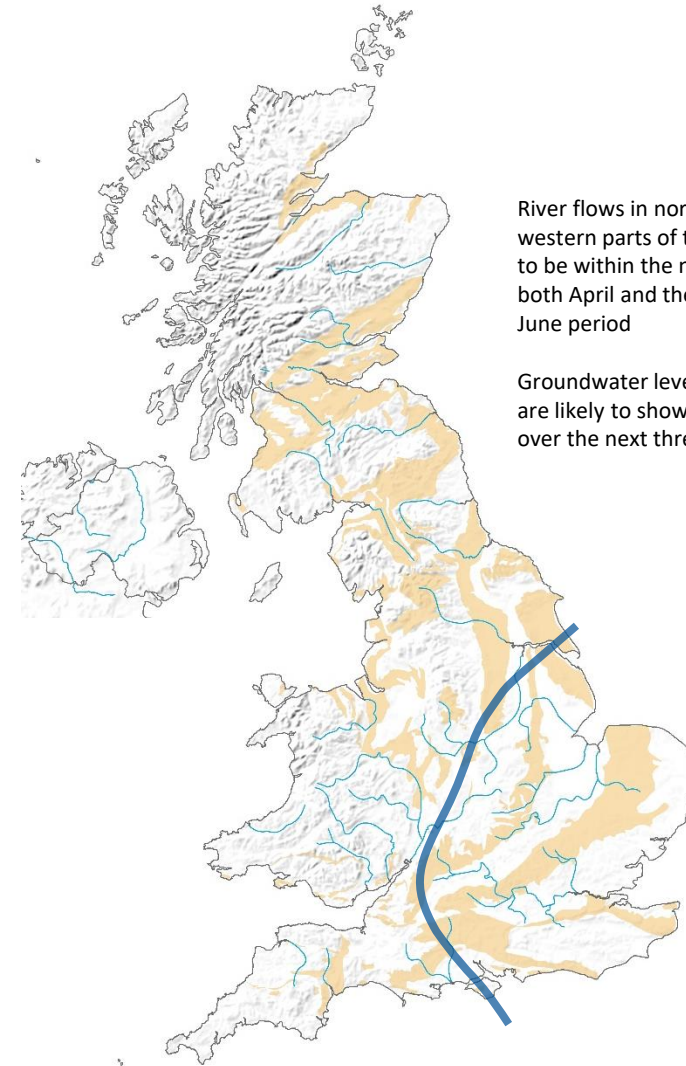 River flows in nor
western parts of t
to be within the n
both April and the
June period
Groundwater leve
are likely to show
over the next thre